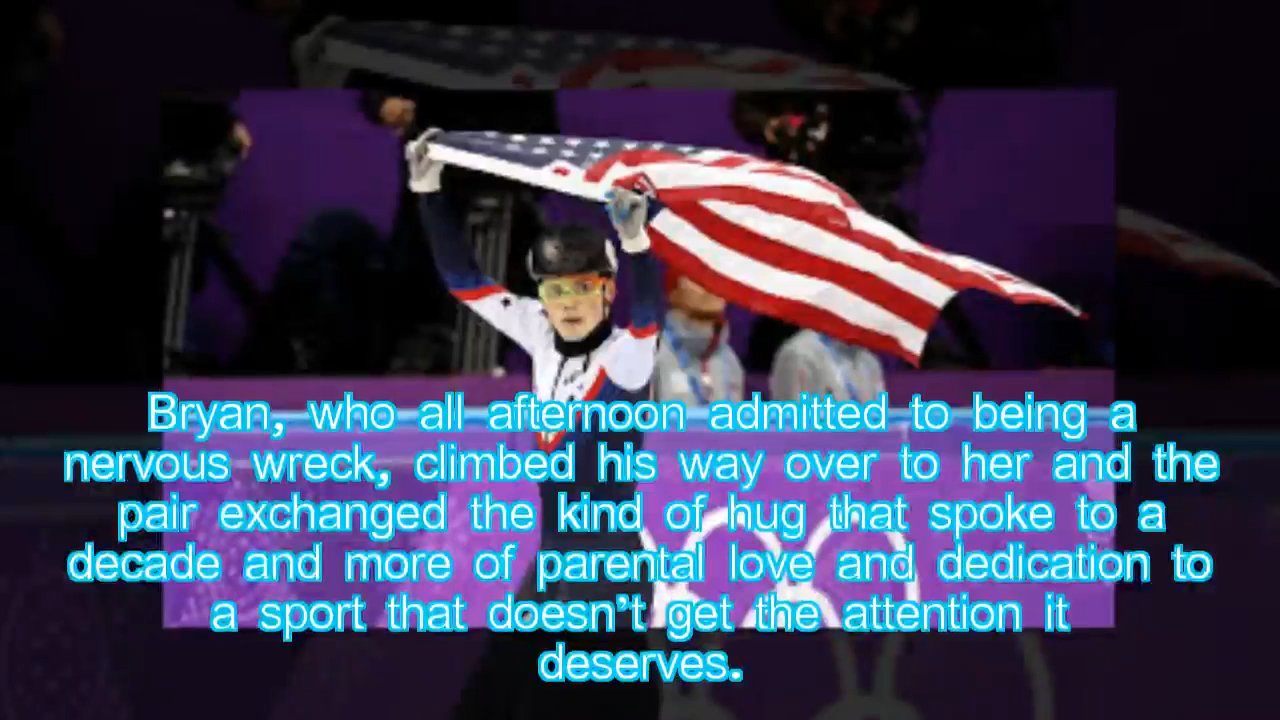 Bryan, who all afternoon admitted to being a
nervous wreck, climbed his way over to her and the
pair exchanged the kind of hug that spoke to a
decade and more of parental love and dedication to
a sport that doesn't get the attention it
deserves.